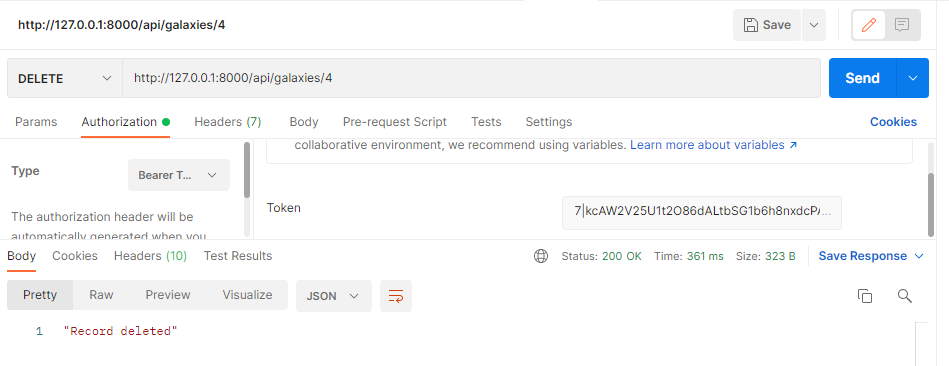 http://127.0.0.1:8000/api/galaxies/4
Save
DELETE
http://127.0.0.1:8000/api/galaxies/4
Send
Params Authorization Headers (7) Body Pre-request Script Tests Settings Cookies
collaborative environment, we recommend using variables. Learn more about variables ↗
Type
Bearer T...
The authorization header will be
automatically generated when you
Token
7|kcAW2V25U1t2O86dALtbSG1b6h8nxdcPA...
Body Cookies Headers (10) Test Results
Status: 200 OK Time: 361 ms Size: 323 B Save Response
Pretty Raw Preview Visualize JSON
1 "Record deleted"